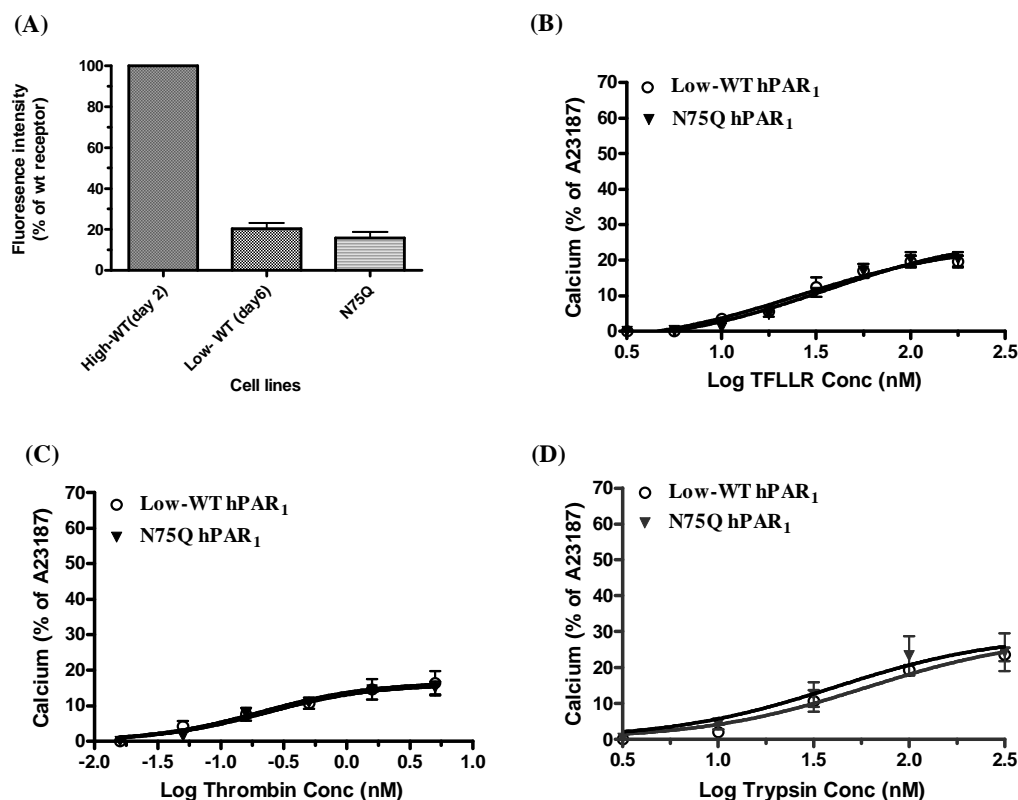 (A)
Fluoresence intensity
(% of wt receptor)
100
80
60
40
20
0
High-WT(day 2)
Low- WT (day6)
N75Q
Cell lines
(B)
Low-WT hPAR1
N75Q hPAR1
Calcium (% of A23187)
70
60
50
40
30
20
10
0
0.5
1.0
1.5
2.0
2.5
Log TFLLR Conc (nM)
(C)
Low-WT hPAR1
N75Q hPAR1
Calcium (% of A23187)
70
60
50
40
30
20
10
0
-2.0
-1.5
-1.0
-0.5
0.0
0.5
1.0
Log Thrombin Conc (nM)
(D)
Low-WT hPAR1
N75Q hPAR1
Calcium (% of A23187)
70
60
50
40
30
20
10
0
0.5
1.0
1.5
2.0
2.5
Log Trypsin Conc (nM)